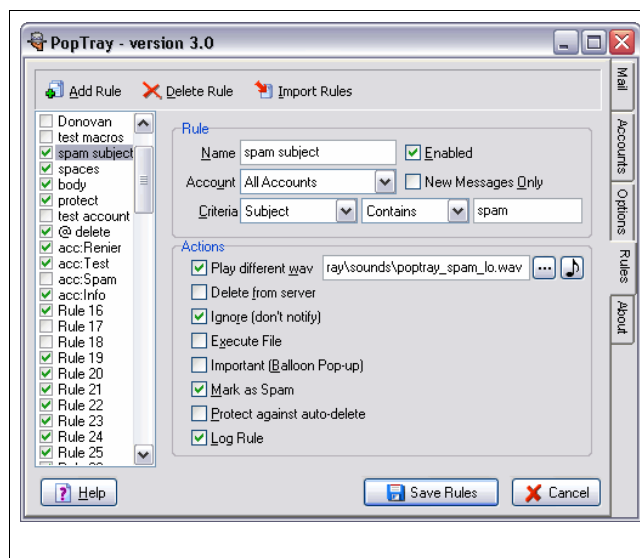 PopTray - version 3.0
Add Rule Delete Rule Import Rules
Mail
Accounts
Options
Rules
About
Donovan
test macros
spam subject
spaces
body
protect
test account
@ delete
acc:Renier
acc:Test
acc:Spam
acc:Info
Rule 16
Rule 17
Rule 18
Rule 19
Rule 20
Rule 21
Rule 22
Rule 23
Rule 24
Rule 25
Rule
Name spam subject Enabled
Account All Accounts New Messages Only
Criteria Subject Contains spam
Actions
Play different wav ray\sounds\poptray_spam_lo.wav ...
Delete from server
Ignore (don't notify)
Execute File
Important (Balloon Pop-up)
Mark as Spam
Protect against auto-delete
Log Rule
Help Save Rules Cancel